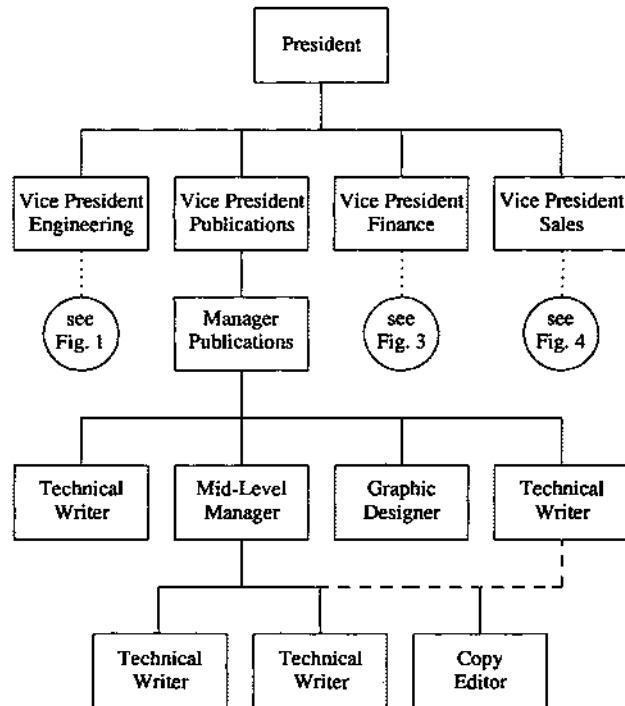 President
Vice President
Engineering
Vice President
Publications
Vice President
Finance
Vice President
Sales
see
Fig. 1
Manager
Publications
see
Fig. 3
see
Fig. 4
Technical
Writer
Mid-Level
Manager
Graphic
Designer
Technical
Writer
Technical
Writer
Technical
Writer
Copy
Editor